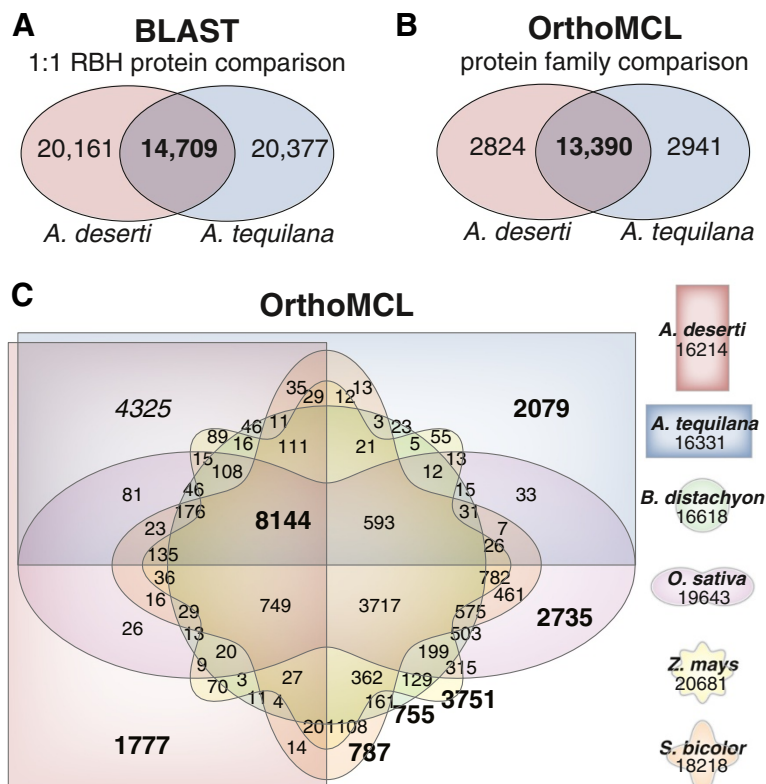 A
BLAST
1:1 RBH protein comparison
20,161 14,709 20,377
A. deserti A. tequilana
B
OrthoMCL
protein family comparison
2824 13,390 2941
A. deserti A. tequilana
C
OrthoMCL
4325
2079
35 29 12 13
89 46 11 3 23 55
16 111 21 5
15 108 12 13
81 46 15 33
176 31
23 8144 593 7
135 26
36 782
16 29 749 3717 575 461
26 13 503 2735
20 199
9 315
70 3 27 362 129
11 4 161 3751
755
20 1108
14 787
1777
A. deserti
16214
A. tequilana
16331
B. distachyon
16618
O. sativa
19643
Z. mays
20681
S. bicolor
18218